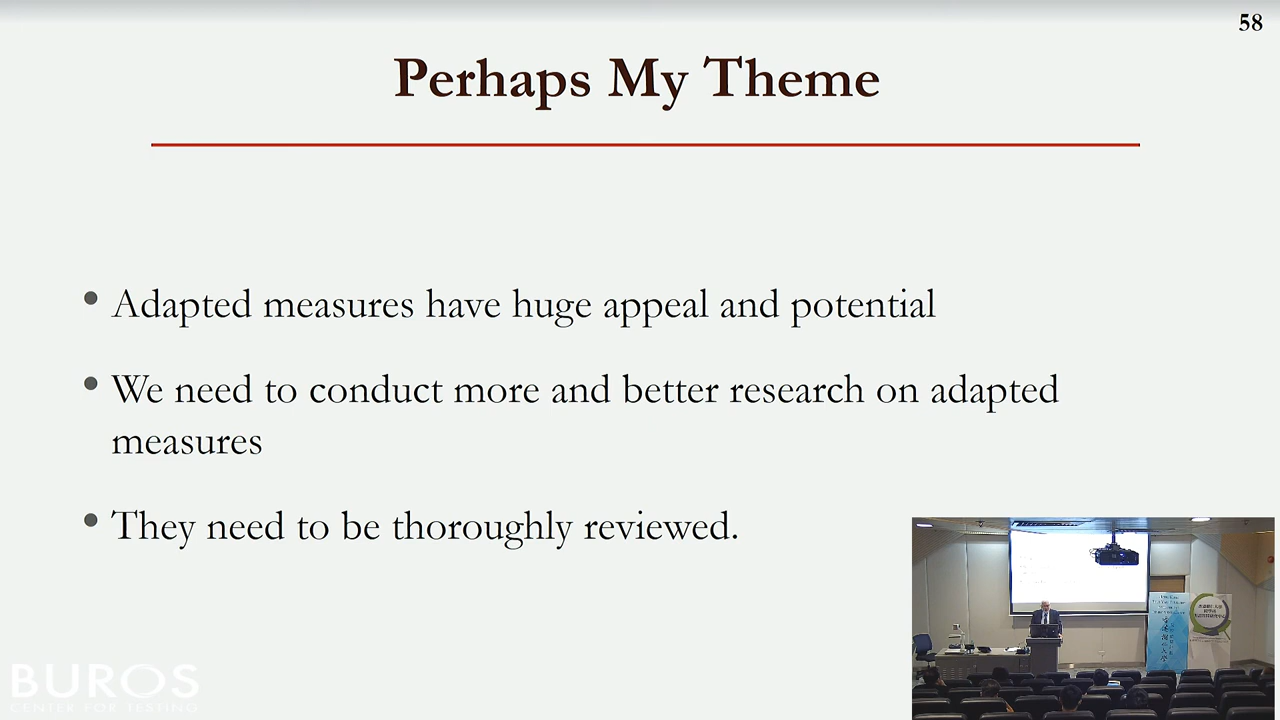 58
Perhaps My Theme
• Adapted measures have huge appeal and potential
• We need to conduct more and better research on adapted
measures
• They need to be thoroughly reviewed.
BUROS
CENTER FOR TESTING